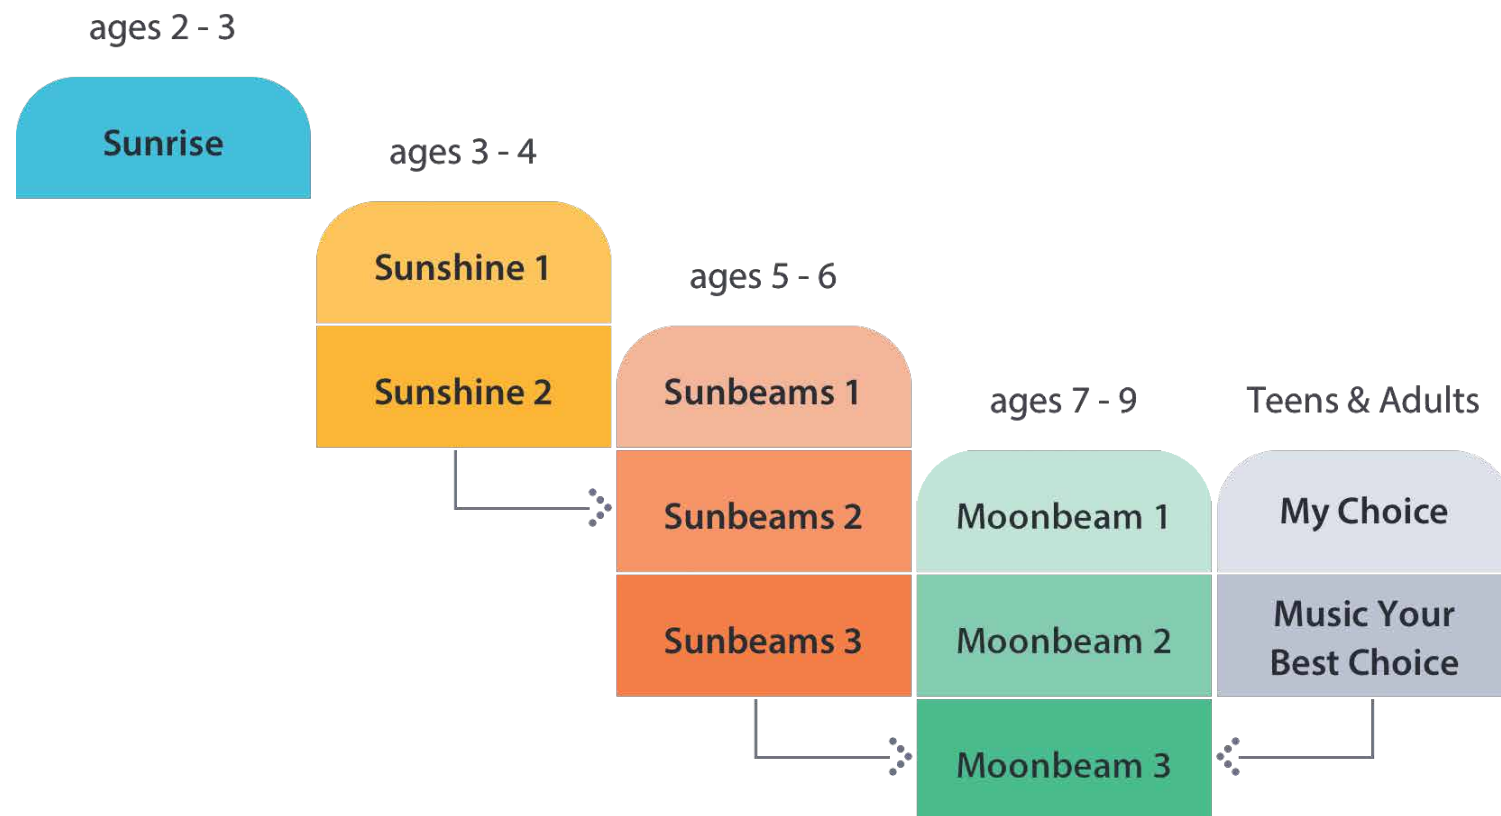 ages 2 - 3
Sunrise
ages 3 - 4
Sunshine 1
Sunshine 2
ages 5 - 6
Sunbeams 1
Sunbeams 2
Sunbeams 3
ages 7 - 9
Moonbeam 1
Moonbeam 2
Moonbeam 3
Teens & Adults
My Choice
Music Your
Best Choice